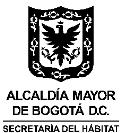 ALCALDÍA MAYOR
DE BOGOTÁ D.C.
SECRETARÍA DEL HÁBITAT